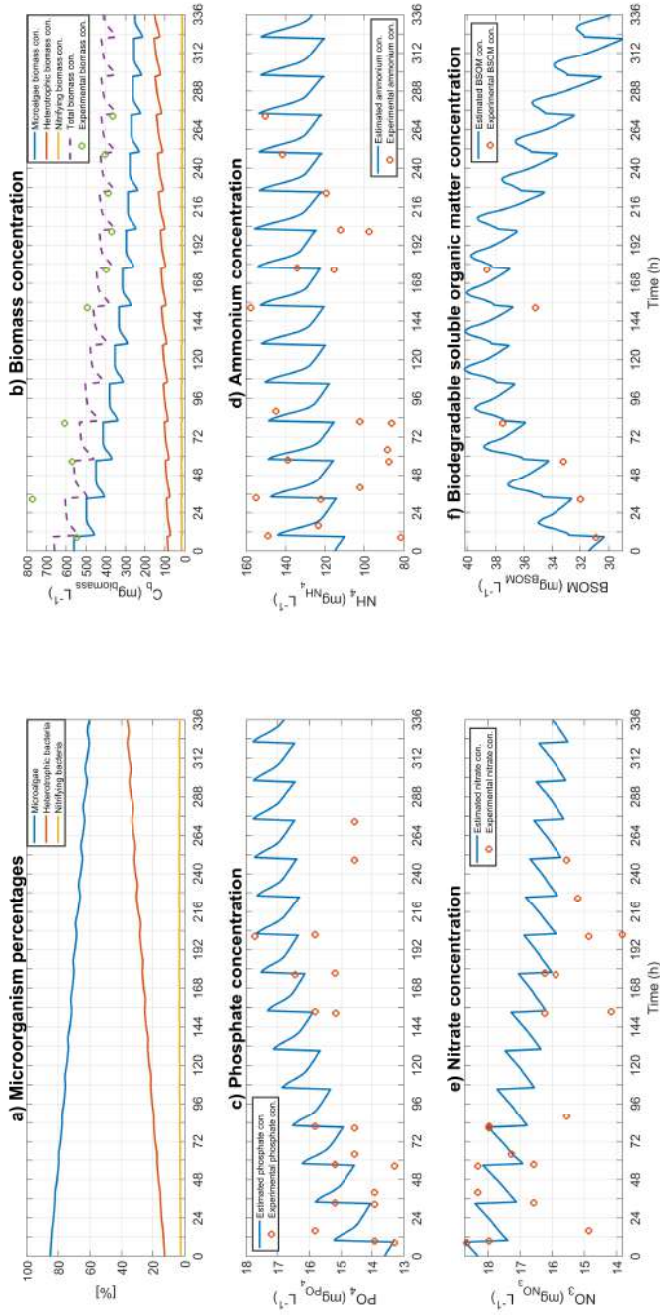 a) Microorganism percentages
[%]
100
80
60
40
20
0
0 24 48 72 96 120 144 168 192 216 240 264 288 312 336
Microalgae
Heterotrophic bacteria
Nitrifying bacteria
b) Biomass concentration
C_b (mg_biomass L^-1)
800
700
600
500
400
300
200
100
0
0 24 48 72 96 120 144 168 192 216 240 264 288 312 336
Microalgae biomass con.
Heterotrophic biomass con.
Nitrifying biomass con.
Total biomass con.
Experimental biomass con.
c) Phosphate concentration
PO_4 (mg_PO_4 L^-1)
18
17
16
15
14
13
0 24 48 72 96 120 144 168 192 216 240 264 288 312 336
Estimated phosphate con.
Experimental phosphate con.
d) Ammonium concentration
NH_4 (mg_NH_4 L^-1)
180
160
140
120
100
80
0 24 48 72 96 120 144 168 192 216 240 264 288 312 336
Estimated ammonium con.
Experimental ammonium con.
e) Nitrate concentration
NO_3 (mg_NO_3 L^-1)
18
17
16
15
14
0 24 48 72 96 120 144 168 192 216 240 264 288 312 336
Time (h)
Estimated nitrate con.
Experimental nitrate con.
f) Biodegradable soluble organic matter concentration
BSOM (mg_BSOM L^-1)
40
38
36
34
32
30
0 24 48 72 96 120 144 168 192 216 240 264 288 312 336
Time (h)
Estimated BSOM con.
Experimental BSOM con.